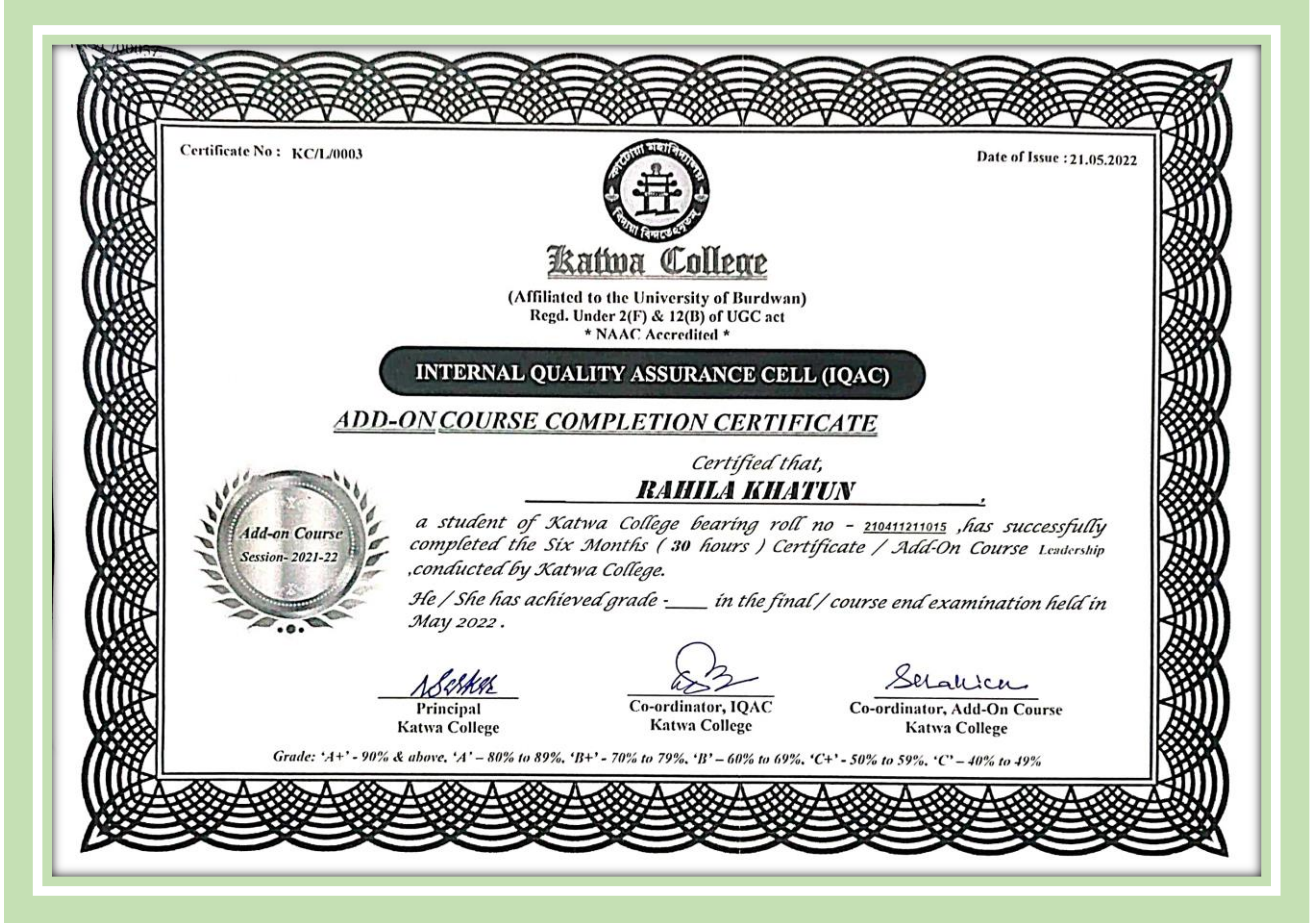 Certificate No : KC/L/0003
Date of Issue : 21.05.2022
কাটোয়া মহাবিদ্যালয়
Katwa College
(Affiliated to the University of Burdwan)
Regd. Under 2(F) & 12(B) of UGC act
* NAAC Accredited *
INTERNAL QUALITY ASSURANCE CELL (IQAC)
ADD-ON COURSE COMPLETION CERTIFICATE
Certified that,
RAHILA KHATUN
Add-on Course
Session- 2021-22
a student of Katwa College bearing roll no - 210411211015 ,has successfully
completed the Six Months ( 30 hours ) Certificate / Add-On Course Leadership
,conducted by Katwa College.
He / She has achieved grade -____ in the final / course end examination held in
May 2022 .
Principal
Katwa College
Co-ordinator, IQAC
Katwa College
Co-ordinator, Add-On Course
Katwa College
Grade: 'A+' - 90% & above, 'A' – 80% to 89%, 'B+' - 70% to 79%, 'B' – 60% to 69%, 'C+' - 50% to 59%, 'C' – 40% to 49%